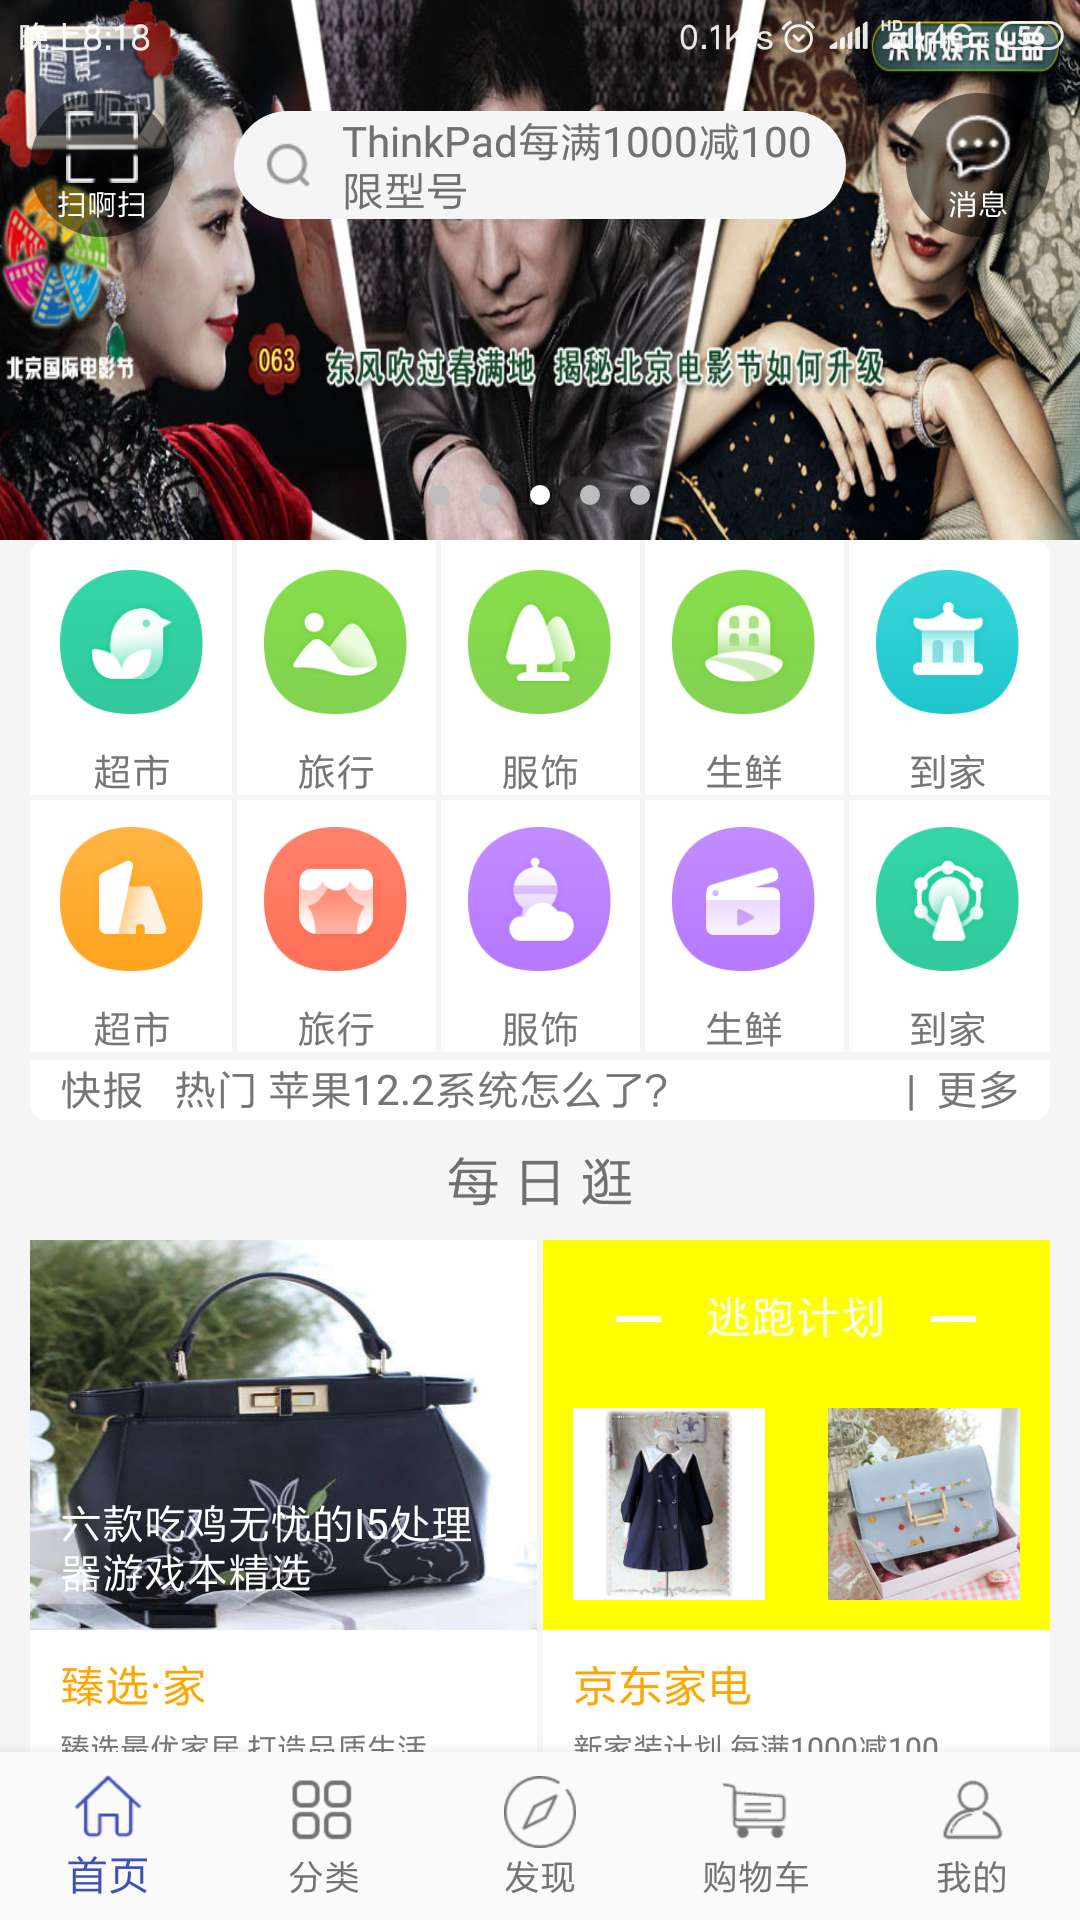 晚上8:18
0.1K/s
HD
4G
56
乐视娱乐出品
ThinkPad每满1000减100
限型号
扫啊扫
消息
北京国际电影节
063
东风吹过春满地 揭秘北京电影节如何升级
超市
旅行
服饰
生鲜
到家
超市
旅行
服饰
生鲜
到家
快报 热门 苹果12.2系统怎么了?
| 更多
每日逛
六款吃鸡无忧的I5处理
器游戏本精选
逃跑计划
臻选·家
京东家电
臻选最优家居 打造品质生活
新家装计划 每满1000减100
首页
分类
发现
购物车
我的